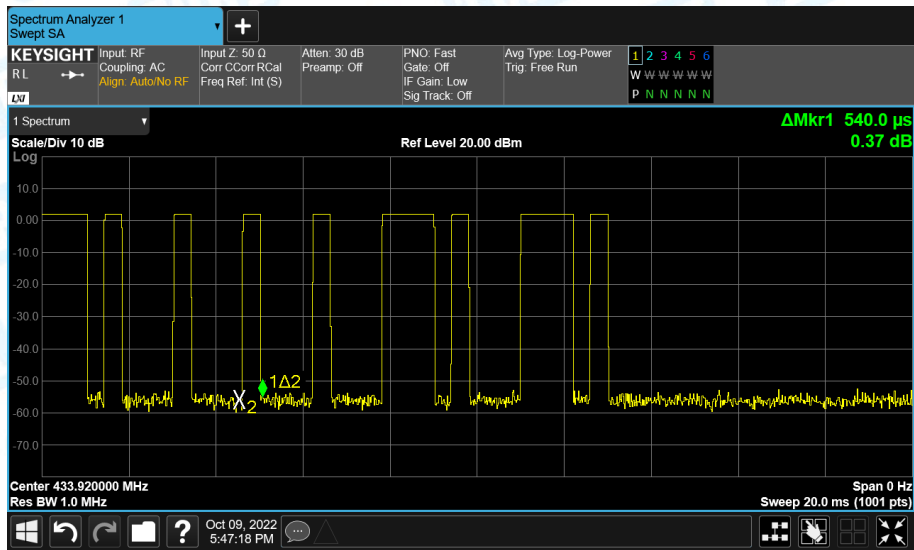 Spectrum Analyzer 1
Swept SA
+
KEYSIGHT
R L
LXI
Input: RF
Coupling: AC
Align: Auto/No RF
Input Z: 50 Ω
Corr CCorr RCal
Freq Ref: Int (S)
Atten: 30 dB
Preamp: Off
PNO: Fast
Gate: Off
IF Gain: Low
Sig Track: Off
Avg Type: Log-Power
Trig: Free Run
1 2 3 4 5 6
W W W W W W
P N N N N N
1 Spectrum
ΔMkr1 540.0 µs
0.37 dB
Scale/Div 10 dB
Ref Level 20.00 dBm
Log
10.0
0.00
-10.0
-20.0
-30.0
-40.0
-50.0
-60.0
-70.0
1Δ2
X2
Center 433.920000 MHz
Span 0 Hz
Res BW 1.0 MHz
Sweep 20.0 ms (1001 pts)
?
Oct 09, 2022
5:47:18 PM